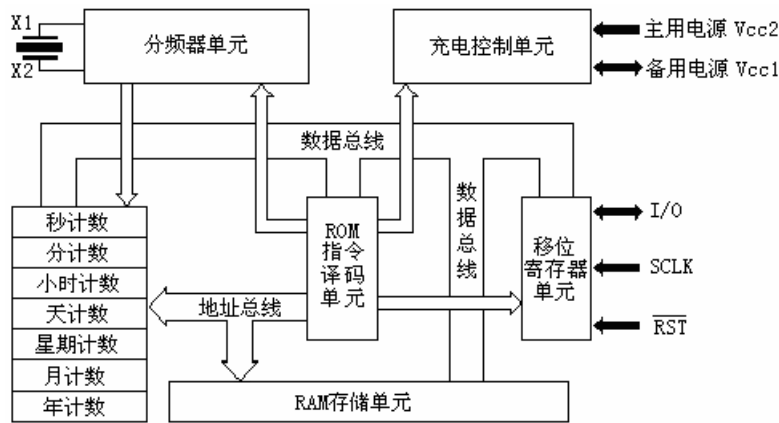 X1
X2
分频器单元
充电控制单元
主用电源 Vcc2
备用电源 Vcc1
数据总线
数据总线
秒计数
分计数
小时计数
天计数
星期计数
月计数
年计数
地址总线
ROM
指令
译码
单元
移位
寄存器
单元
I/O
SCLK
RST
RAM存储单元